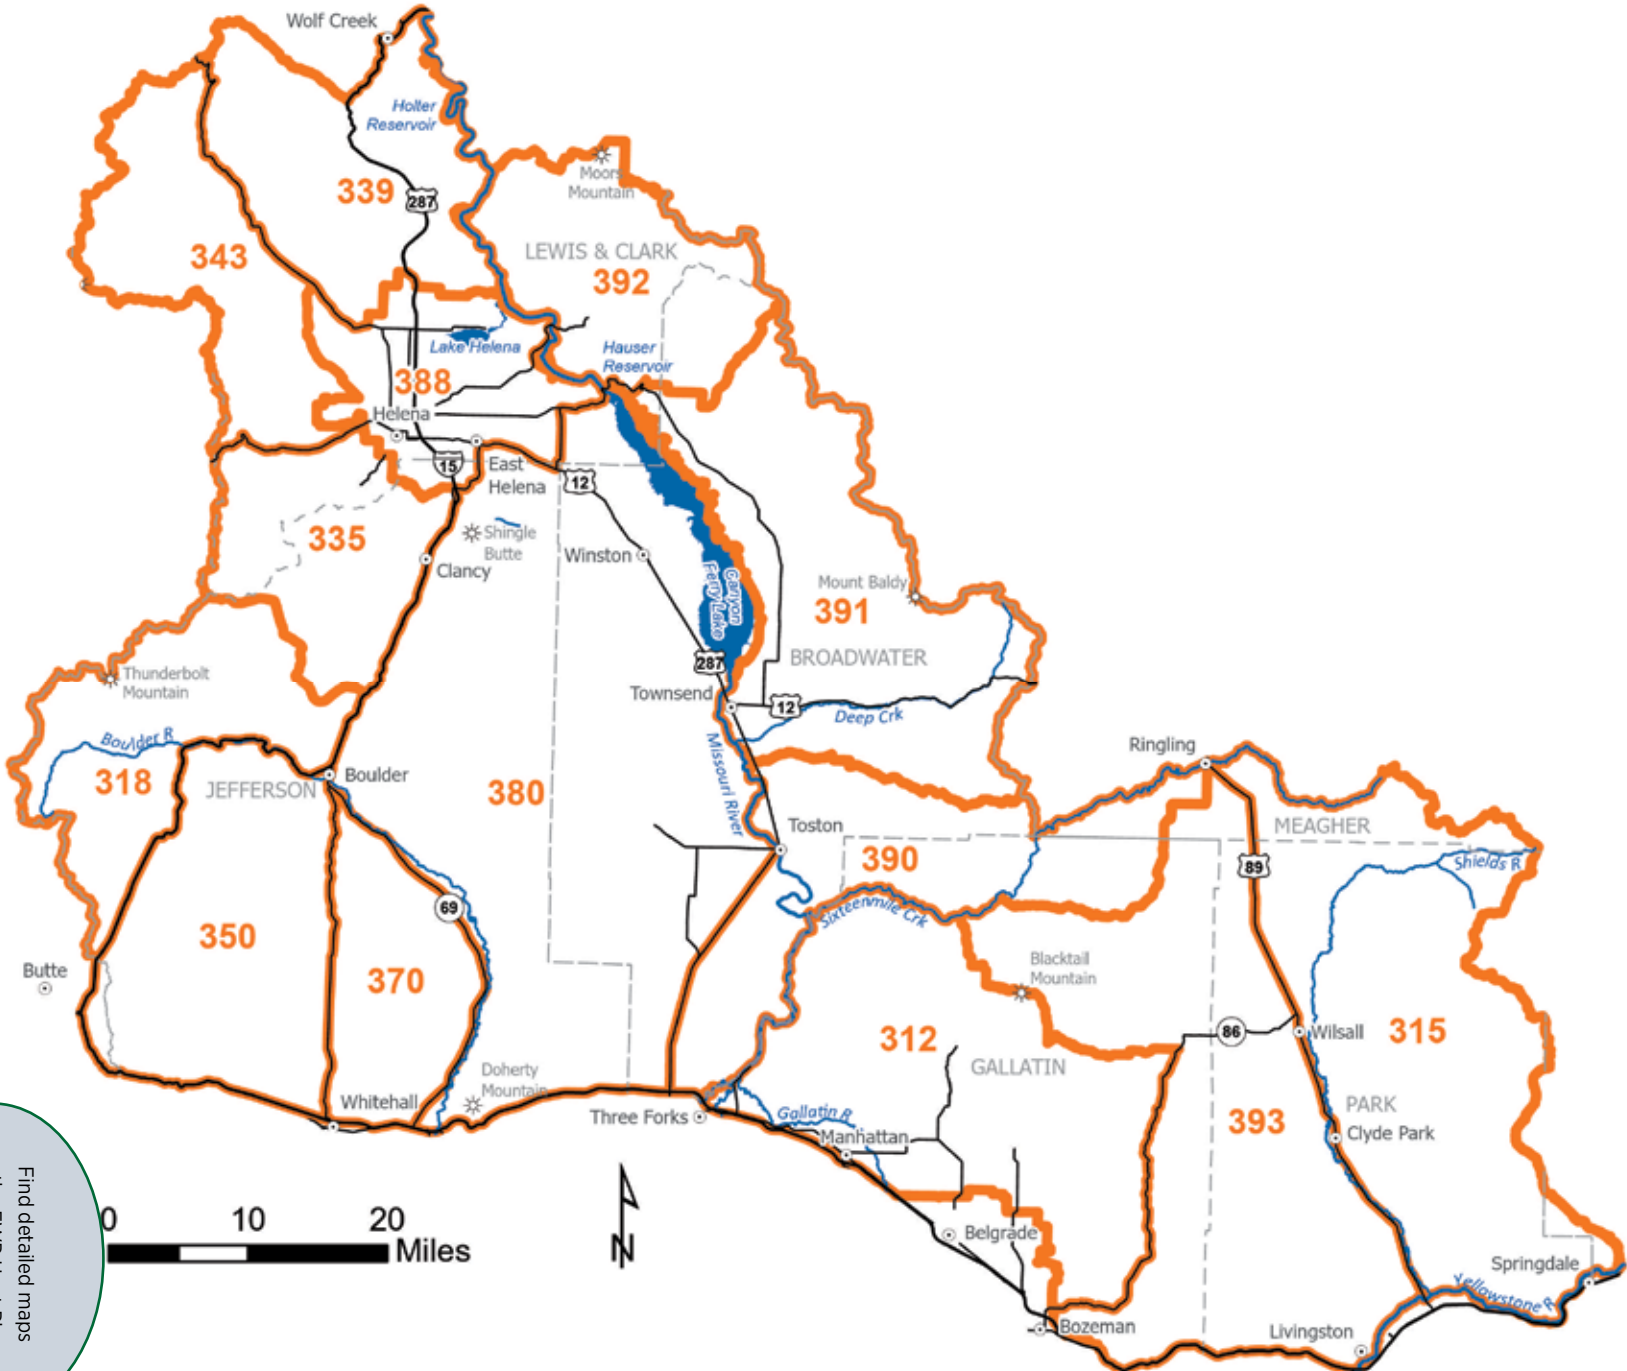 Wolf Creek
Holter
Reservoir
Moors
Mountain
339
287
LEWIS & CLARK
343
392
Lake Helena
Hauser
Reservoir
388
Helena
15
East
Helena
12
335
Shingle
Butte
Winston
Clancy
Canyon
Ferry Lake
Mount Baldy
391
BROADWATER
287
Thunderbolt
Mountain
Townsend
12
Deep Crk
Boulder R
Missouri River
Ringling
318
JEFFERSON
Boulder
380
Toston
MEAGHER
390
89
Shields R
69
Sixteenmile Crk
350
Blacktail
Mountain
Butte
370
312
86
Wilsall
315
GALLATIN
Doherty
Mountain
Whitehall
Three Forks
Gallatin R
Manhattan
393
PARK
Clyde Park
Find detailed maps
0 10 20
Miles
N
Belgrade
Springdale
Yellowstone R
Bozeman
Livingston